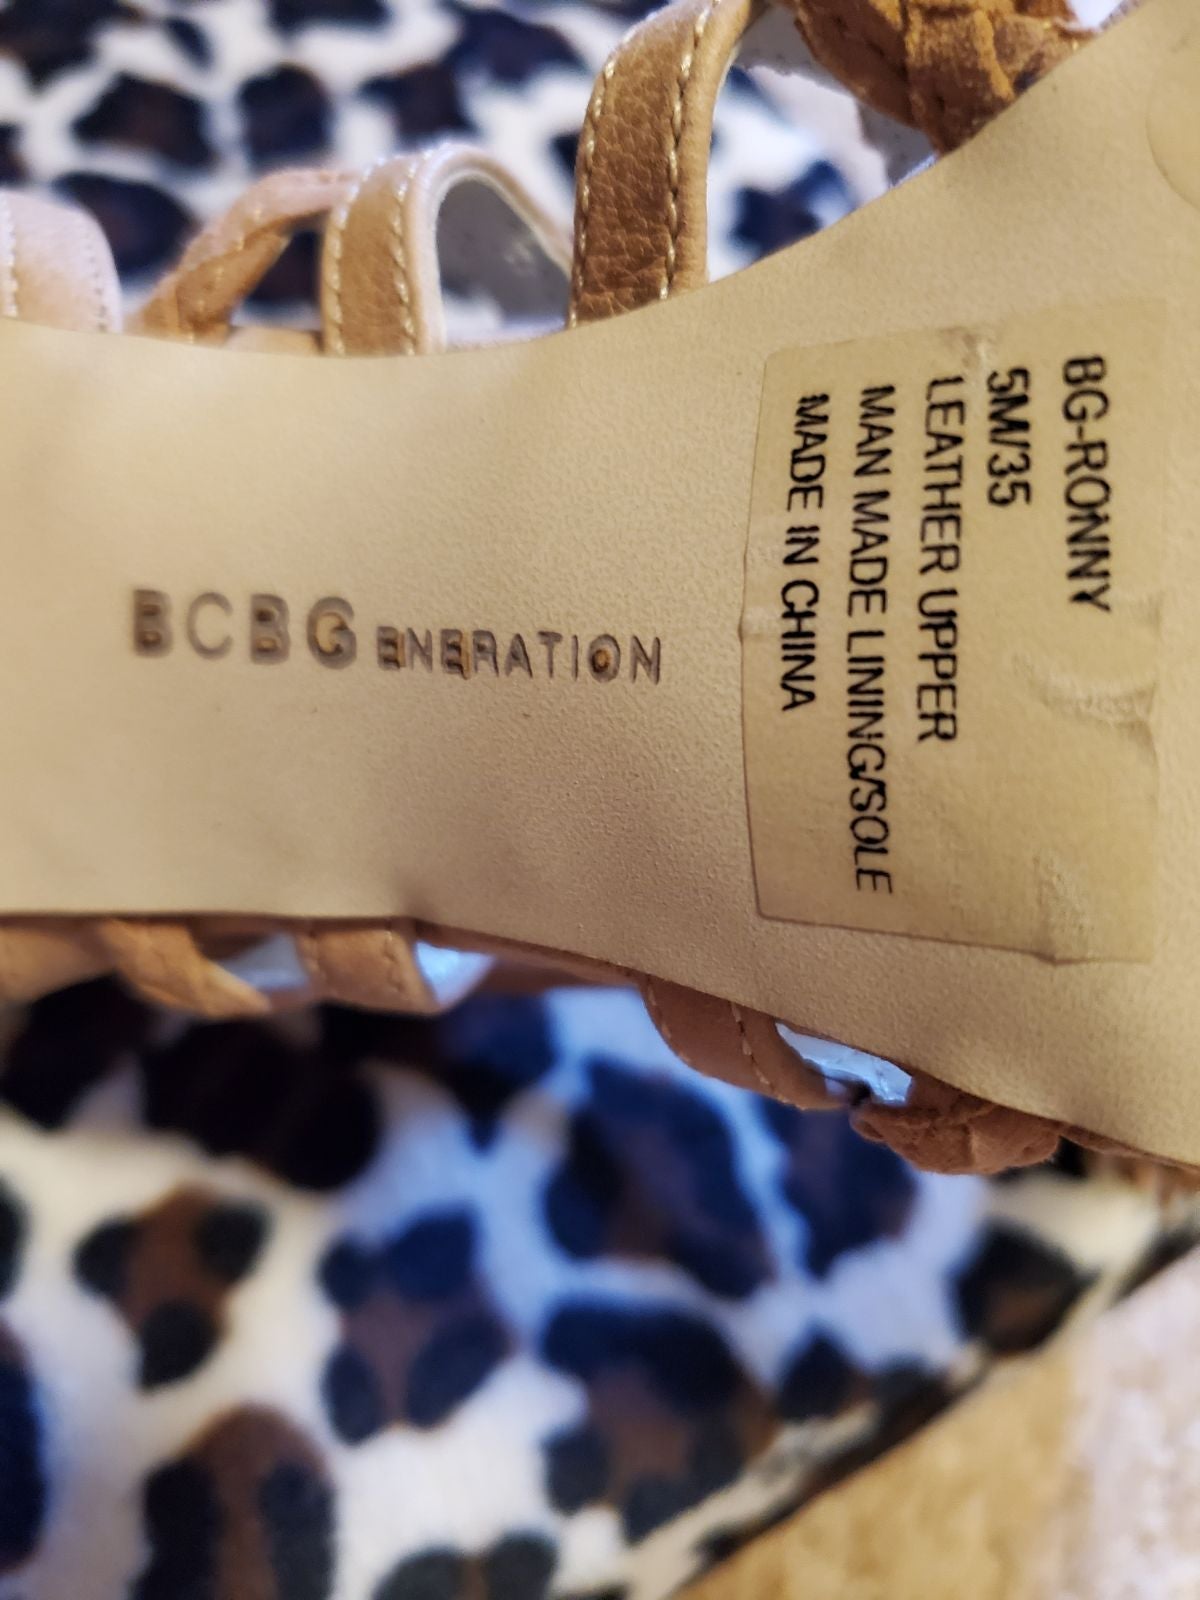 BCBGENERATION
BG-RONNY
5M/35
LEATHER UPPER
MAN MADE LINING/SOLE
MADE IN CHINA